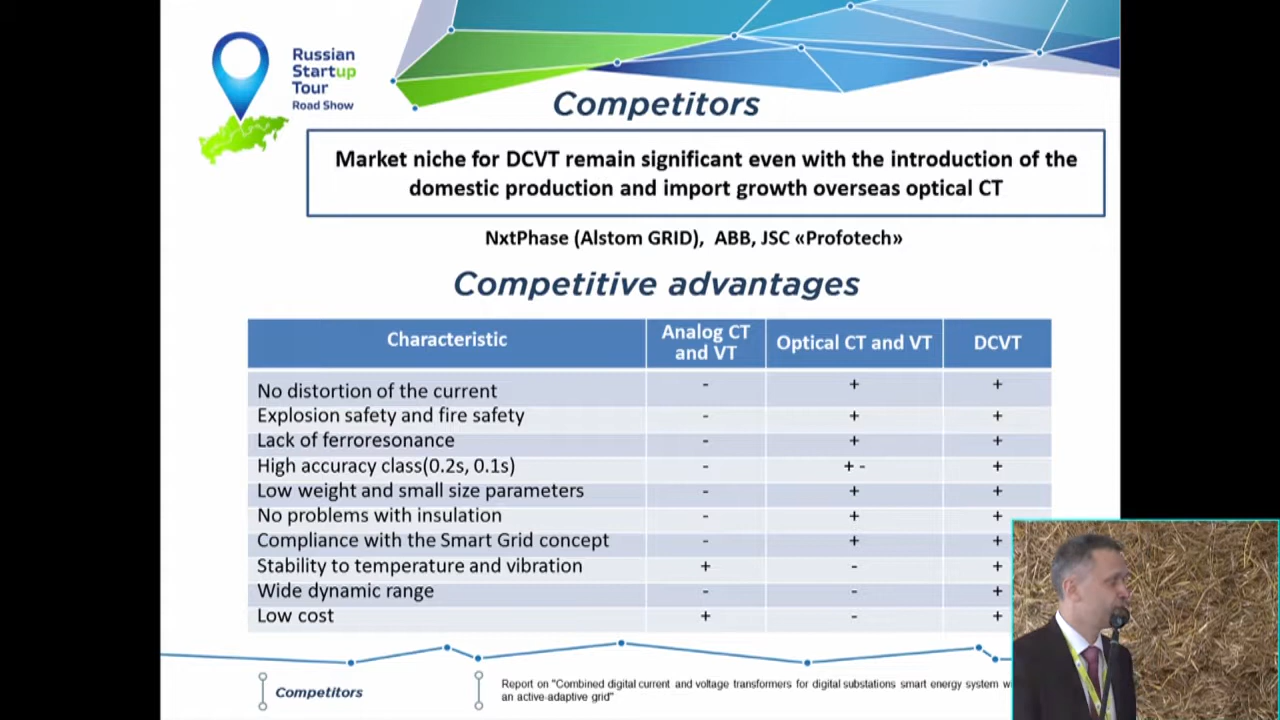 Russian
Startup
Tour
Road Show
Competitors
Market niche for DCVT remain significant even with the introduction of the
domestic production and import growth overseas optical CT
NxtPhase (Alstom GRID), ABB, JSC «Profotech»
Competitive advantages
Characteristic Analog CT and VT Optical CT and VT DCVT
No distortion of the current - + +
Explosion safety and fire safety - + +
Lack of ferroresonance - + +
High accuracy class(0.2s, 0.1s) - + - +
Low weight and small size parameters - + +
No problems with insulation - + +
Compliance with the Smart Grid concept - + +
Stability to temperature and vibration + - +
Wide dynamic range - - +
Low cost + - +
Competitors
Report on "Combined digital current and voltage transformers for digital substations smart energy system
an active-adaptive grid"